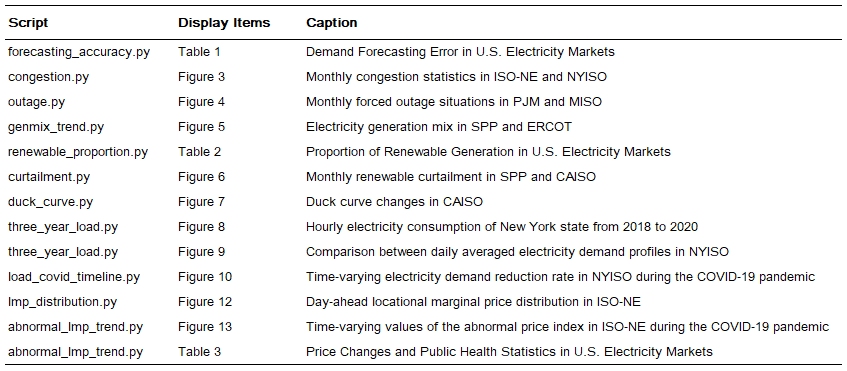 Script Display Items Caption
forecasting_accuracy.py Table 1 Demand Forecasting Error in U.S. Electricity Markets
congestion.py Figure 3 Monthly congestion statistics in ISO-NE and NYISO
outage.py Figure 4 Monthly forced outage situations in PJM and MISO
genmix_trend.py Figure 5 Electricity generation mix in SPP and ERCOT
renewable_proportion.py Table 2 Proportion of Renewable Generation in U.S. Electricity Markets
curtailment.py Figure 6 Monthly renewable curtailment in SPP and CAISO
duck_curve.py Figure 7 Duck curve changes in CAISO
three_year_load.py Figure 8 Hourly electricity consumption of New York state from 2018 to 2020
three_year_load.py Figure 9 Comparison between daily averaged electricity demand profiles in NYISO
load_covid_timeline.py Figure 10 Time-varying electricity demand reduction rate in NYISO during the COVID-19 pandemic
lmp_distribution.py Figure 12 Day-ahead locational marginal price distribution in ISO-NE
abnormal_lmp_trend.py Figure 13 Time-varying values of the abnormal price index in ISO-NE during the COVID-19 pandemic
abnormal_lmp_trend.py Table 3 Price Changes and Public Health Statistics in U.S. Electricity Markets